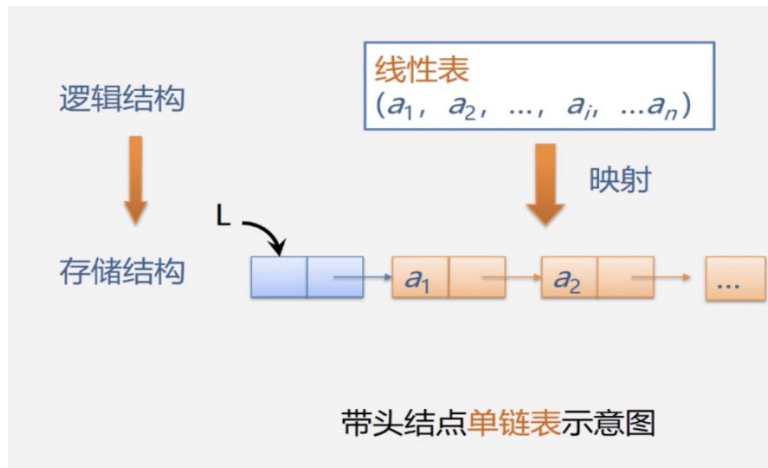 线性表
(a₁, a₂, …, aᵢ, …aₙ)
逻辑结构
映射
L
存储结构
a₁
a₂
…
带头结点单链表示意图